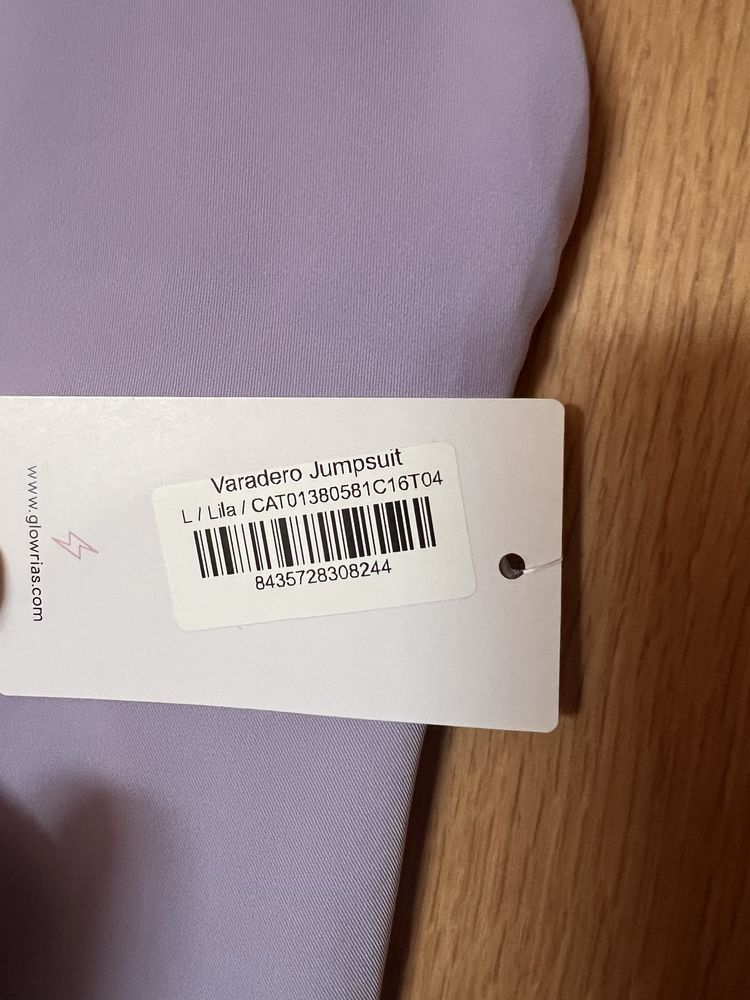 Varadero Jumpsuit
L / Lila / CAT01380581C16T04
8435728308244
www.glowrias.com